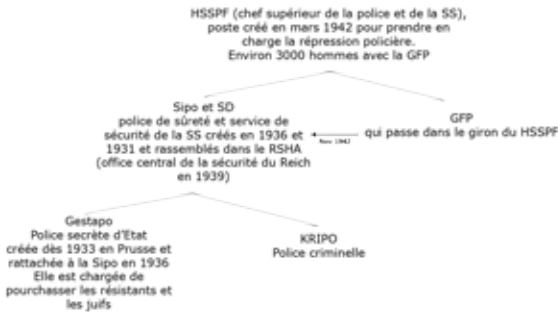 HSSPF (chef supérieur de la police et de la SS),
poste créé en mars 1942 pour prendre en
charge la répression policière.
Environ 3000 hommes avec la GFP
Sipo et SD
police de sûreté et service de
sécurité de la SS créés en 1936 et
1931 et rassemblés dans le RSHA
(office central de la sécurité du Reich
en 1939)
GFP
qui passe dans le giron du HSSPF
Nov 1942
Gestapo
Police secrète d'Etat
créée dès 1933 en Prusse et
rattachée à la Sipo en 1936
Elle est chargée de
pourchasser les résistants et
les juifs
KRIPO
Police criminelle